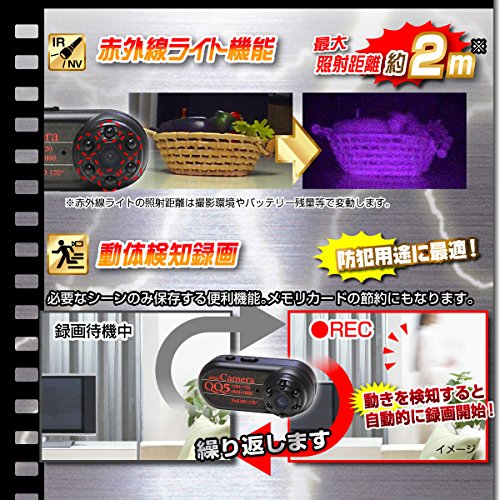 IR
/NV
赤外線ライト機能
最大
照射距離
約2m※
Camera
170°
※赤外線ライトの照射距離は撮影環境やバッテリー残量等で変動します。
動体検知録画
防犯用途に最適!
必要なシーンのみ保存する便利機能。メモリカードの節約にもなります。
録画待機中
●REC
Camera
QQ5
Full HD 170°
動きを検知すると
自動的に録画開始!
繰り返します
イメージ